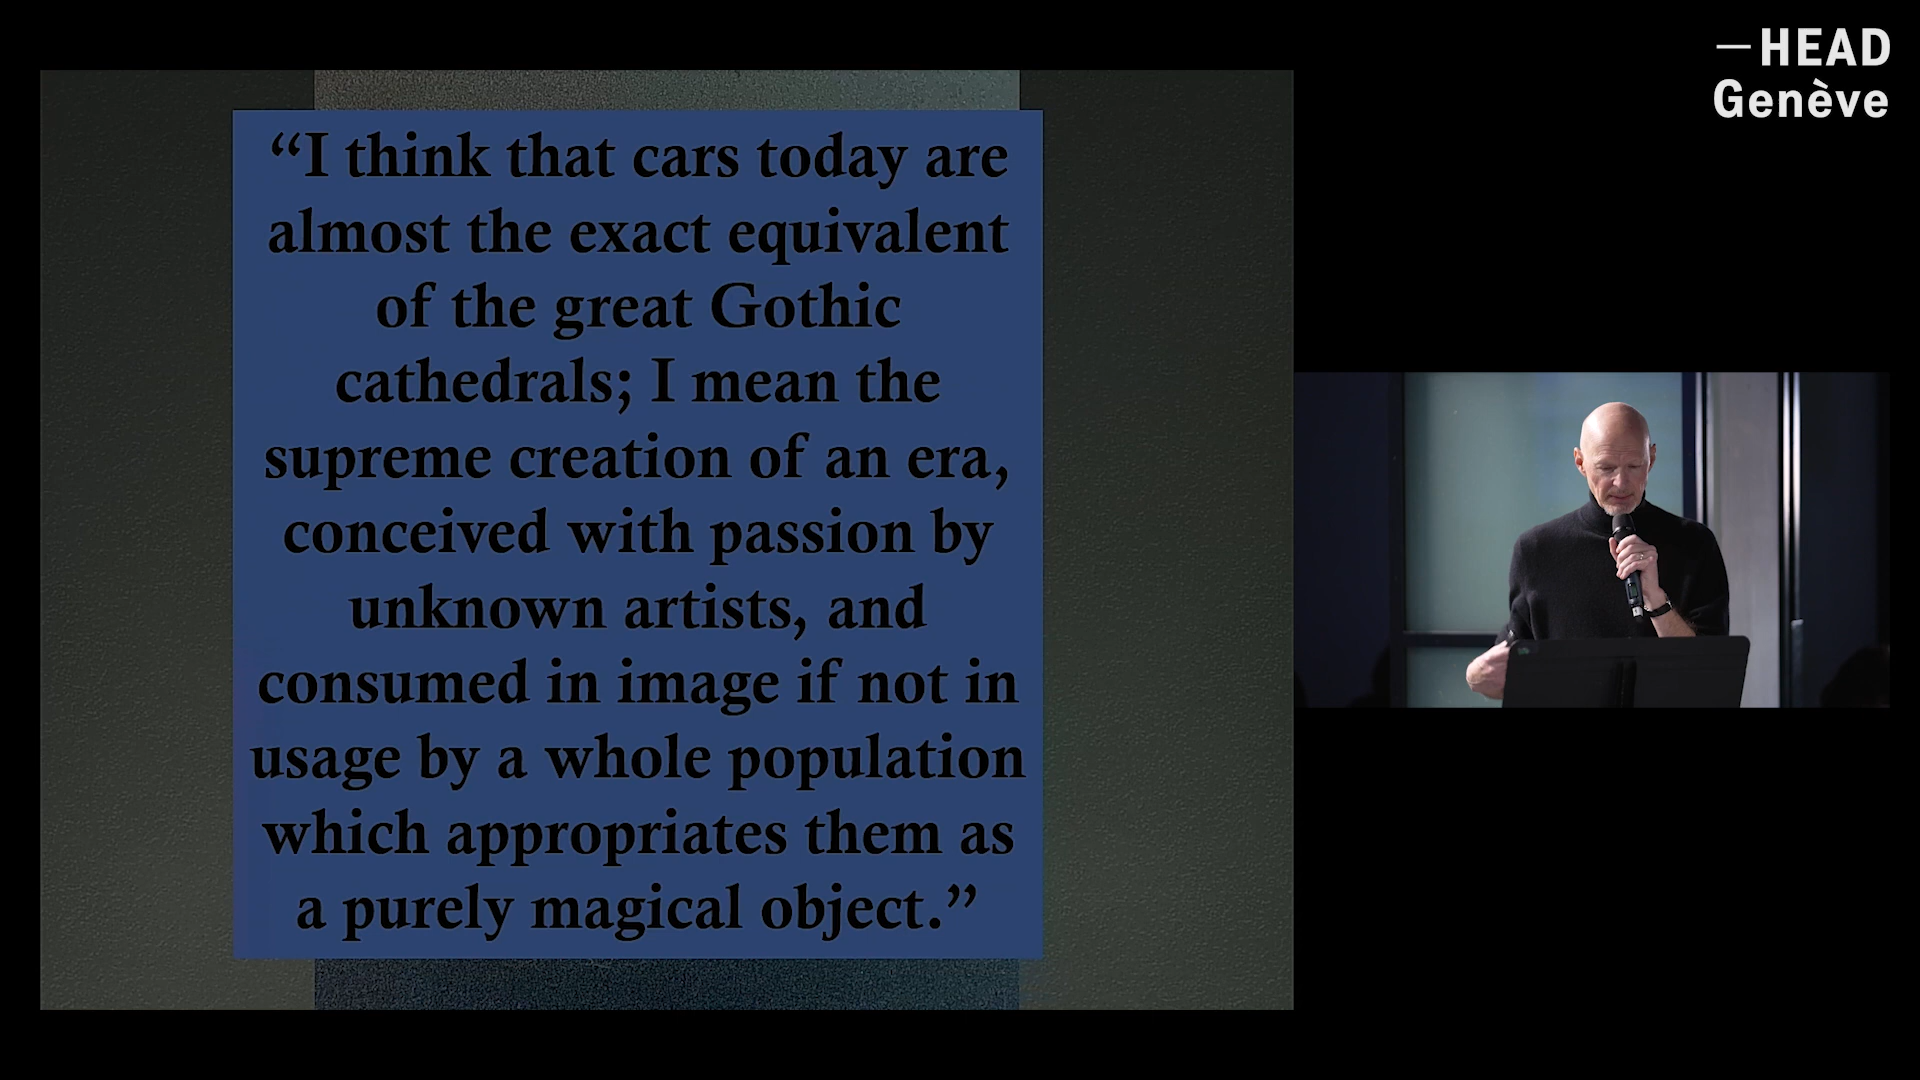 “I think that cars today are
almost the exact equivalent
of the great Gothic
cathedrals; I mean the
supreme creation of an era,
conceived with passion by
unknown artists, and
consumed in image if not in
usage by a whole population
which appropriates them as
a purely magical object.”
—HEAD
Genève